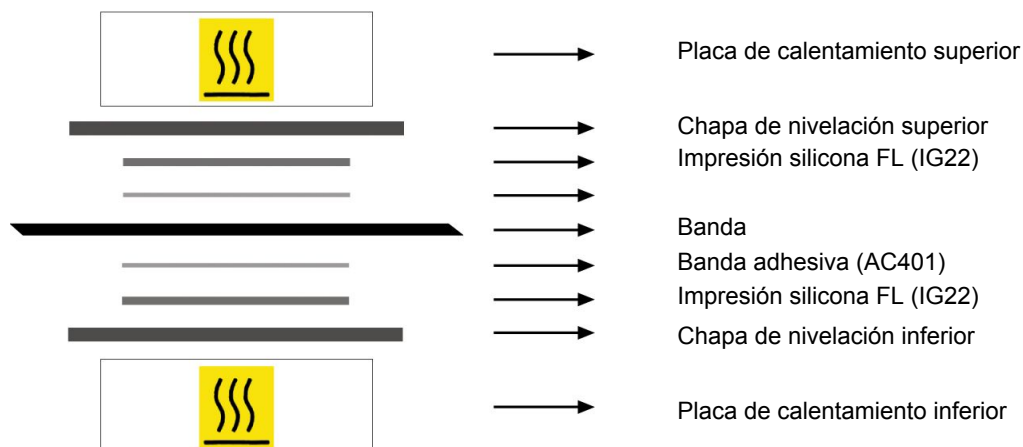 Placa de calentamiento superior
Chapa de nivelación superior
Impresión silicona FL (IG22)
Banda
Banda adhesiva (AC401)
Impresión silicona FL (IG22)
Chapa de nivelación inferior
Placa de calentamiento inferior